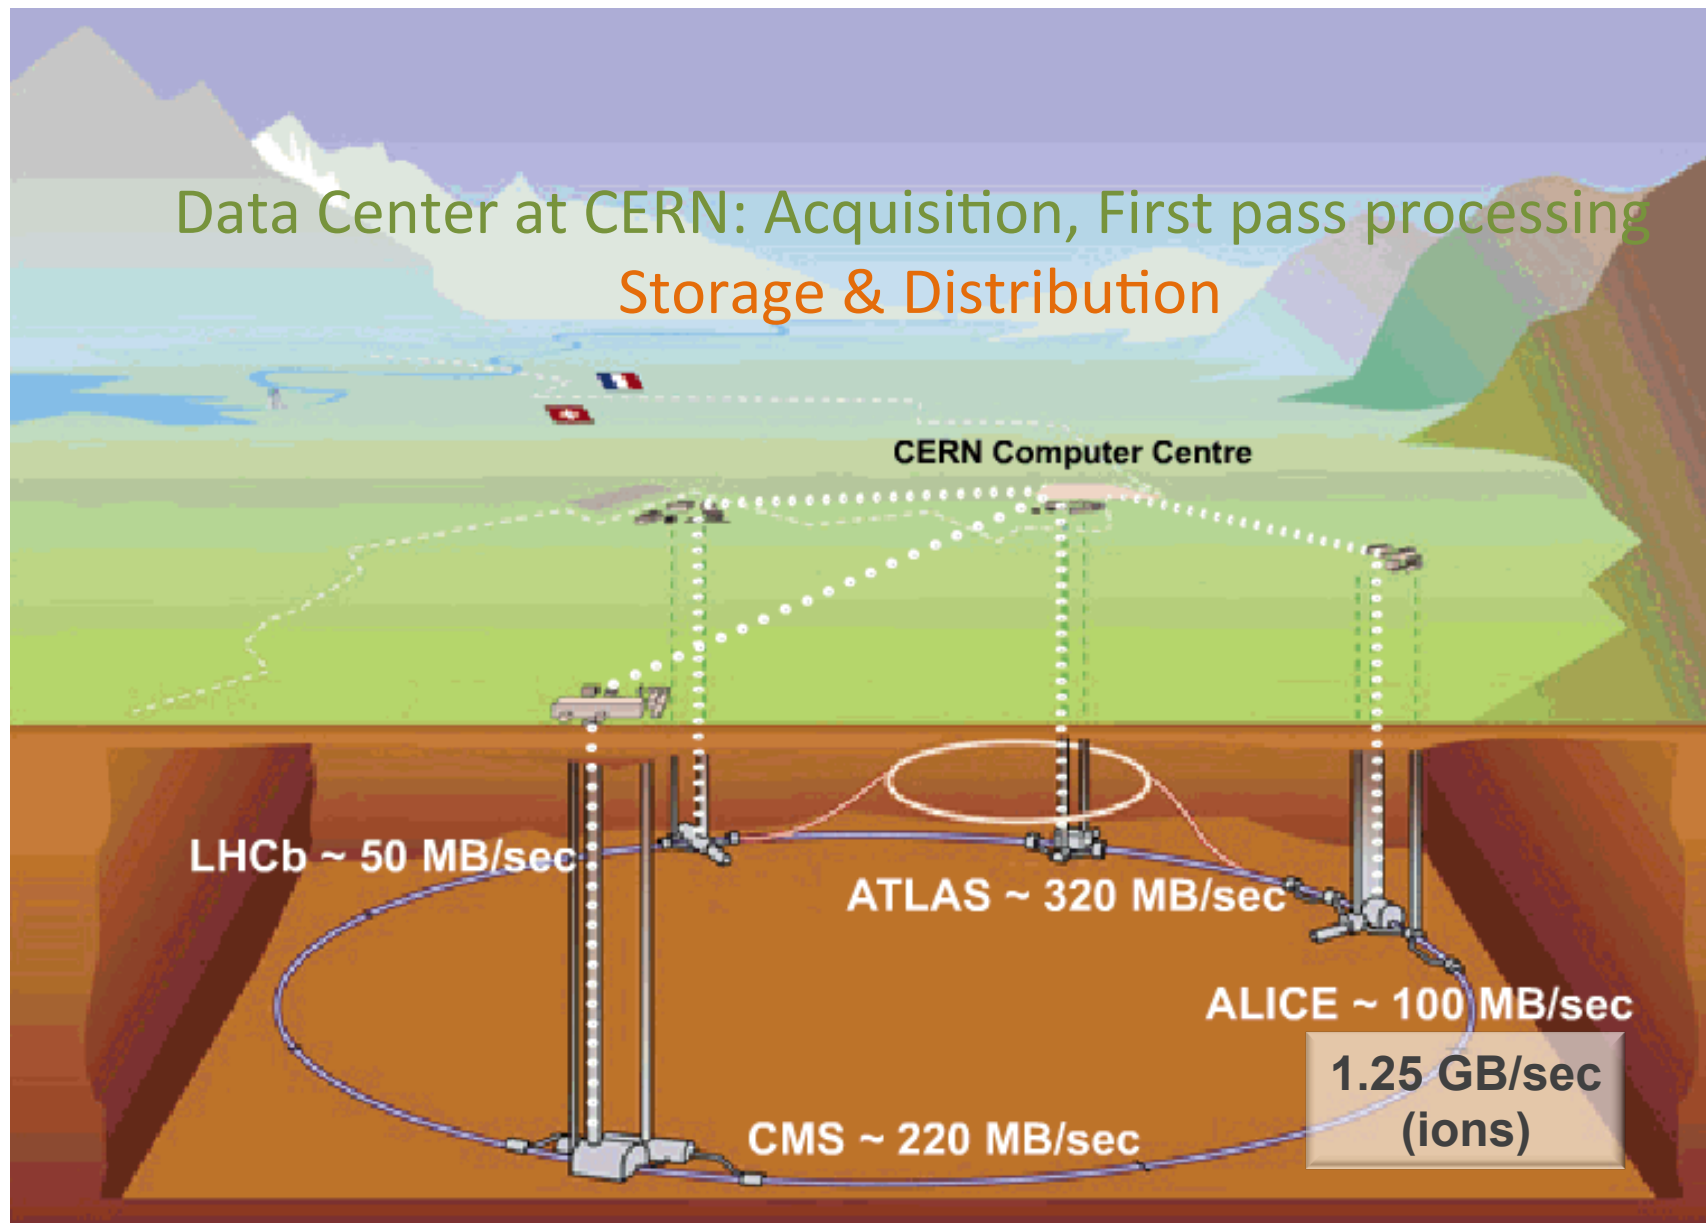 Data Center at CERN: Acquisition, First pass processing
Storage & Distribution
CERN Computer Centre
LHCb ~ 50 MB/sec
ATLAS ~ 320 MB/sec
ALICE ~ 100 MB/sec
1.25 GB/sec
(ions)
CMS ~ 220 MB/sec